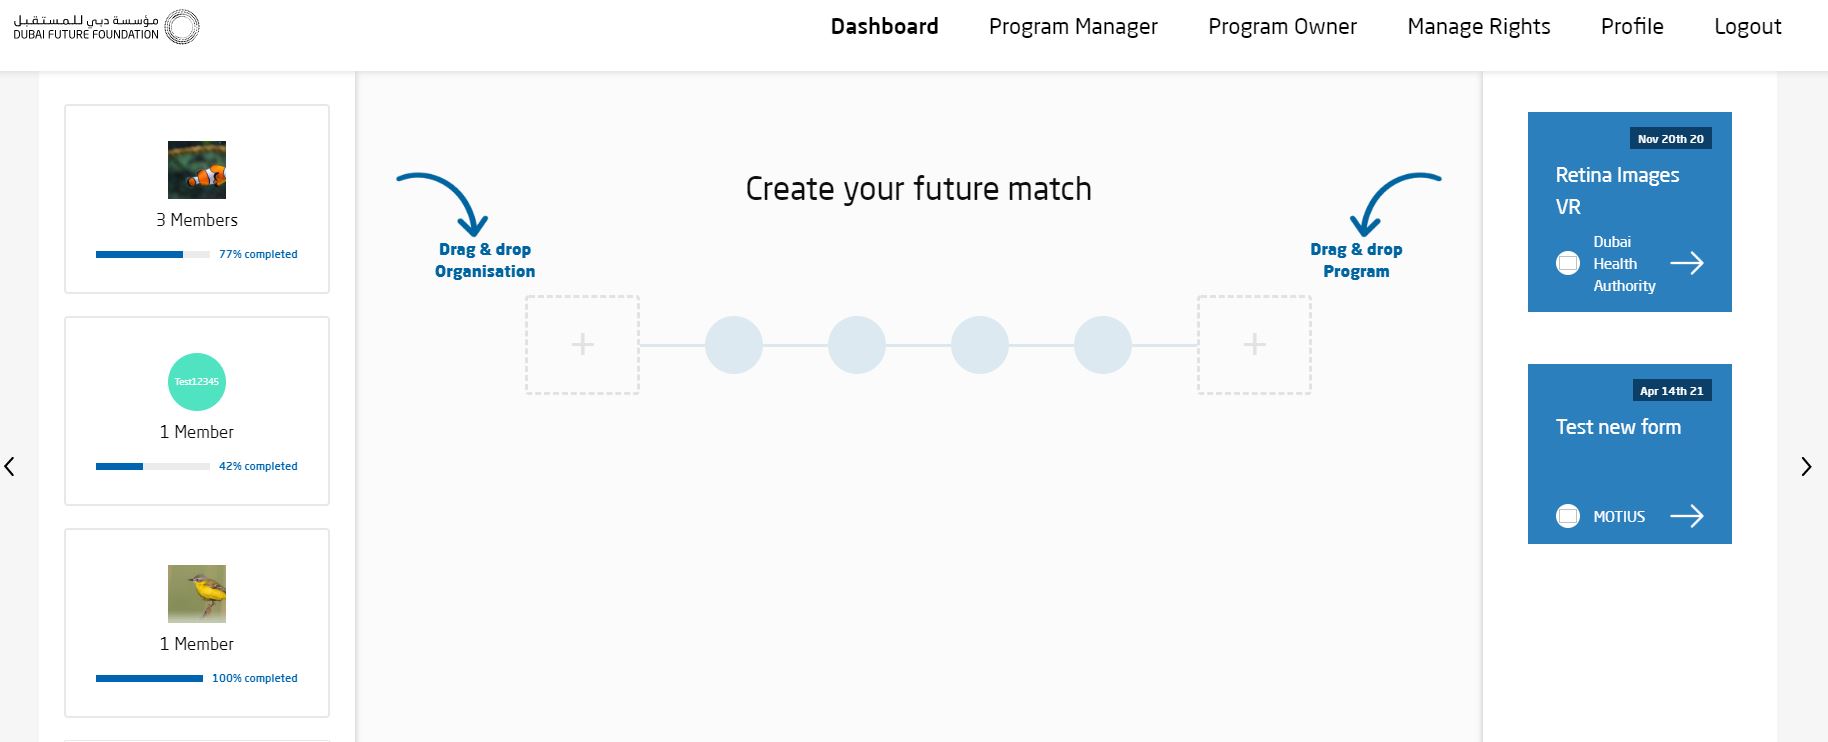 مؤسسة دبي للمستقبل
DUBAI FUTURE FOUNDATION
Dashboard
Program Manager
Program Owner
Manage Rights
Profile
Logout
3 Members
77% completed
Test12345
1 Member
42% completed
1 Member
100% completed
Create your future match
Drag & drop
Organisation
Drag & drop
Program
Nov 20th 20
Retina Images
VR
Dubai
Health
Authority
Apr 14th 21
Test new form
MOTIUS